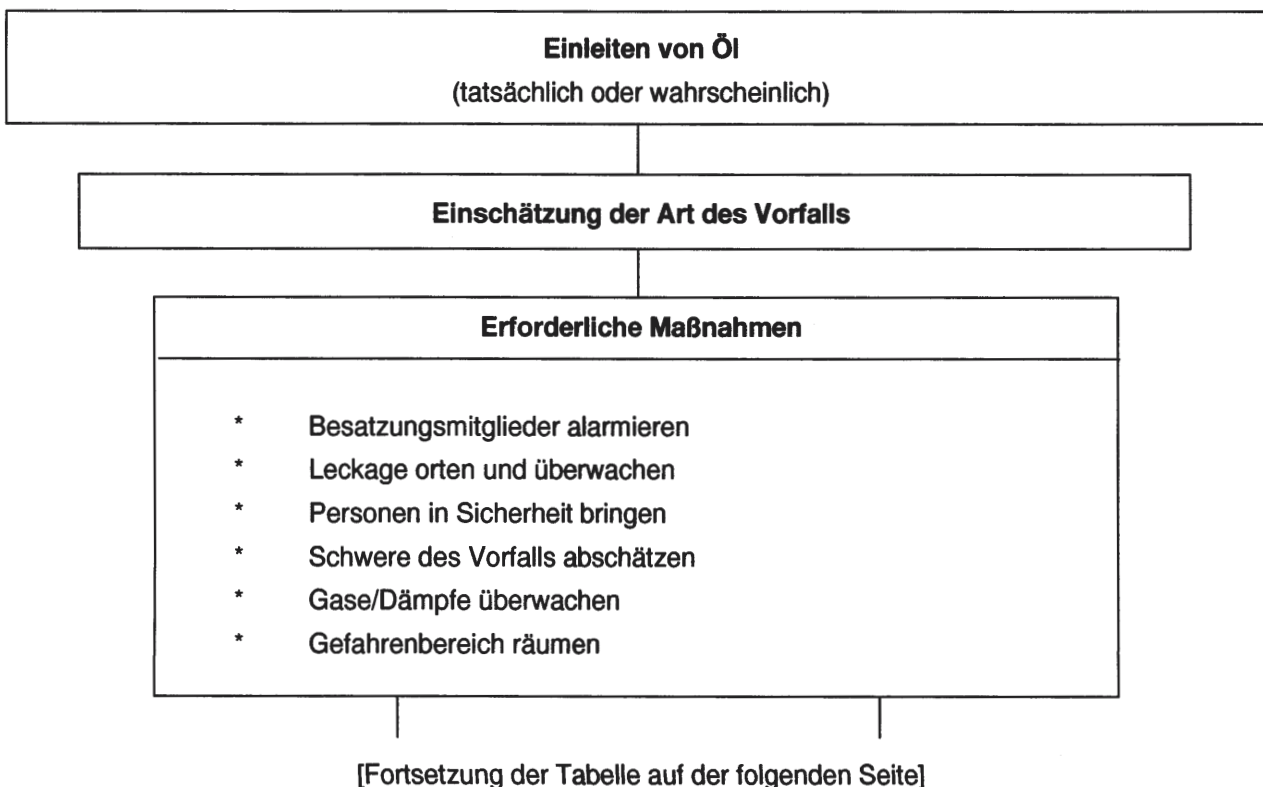 Einleiten von Öl
(tatsächlich oder wahrscheinlich)
Einschätzung der Art des Vorfalls
Erforderliche Maßnahmen
* Besatzungsmitglieder alarmieren
* Leckage orten und überwachen
* Personen in Sicherheit bringen
* Schwere des Vorfalls abschätzen
* Gase/Dämpfe überwachen
* Gefahrenbereich räumen
[Fortsetzung der Tabelle auf der folgenden Seite]